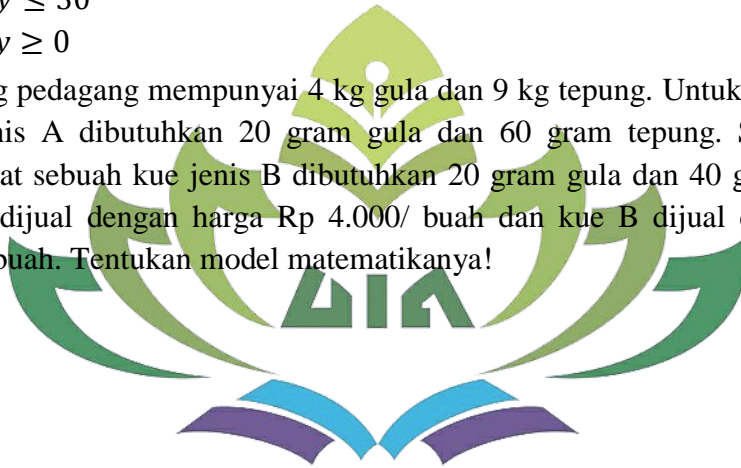 y ≤ 30
y ≥ 0
g pedagang mempunyai 4 kg gula dan 9 kg tepung. Untuk
is A dibutuhkan 20 gram gula dan 60 gram tepung. S
at sebuah kue jenis B dibutuhkan 20 gram gula dan 40 g
dijual dengan harga Rp 4.000/ buah dan kue B dijual
buah. Tentukan model matematikanya!
UIN